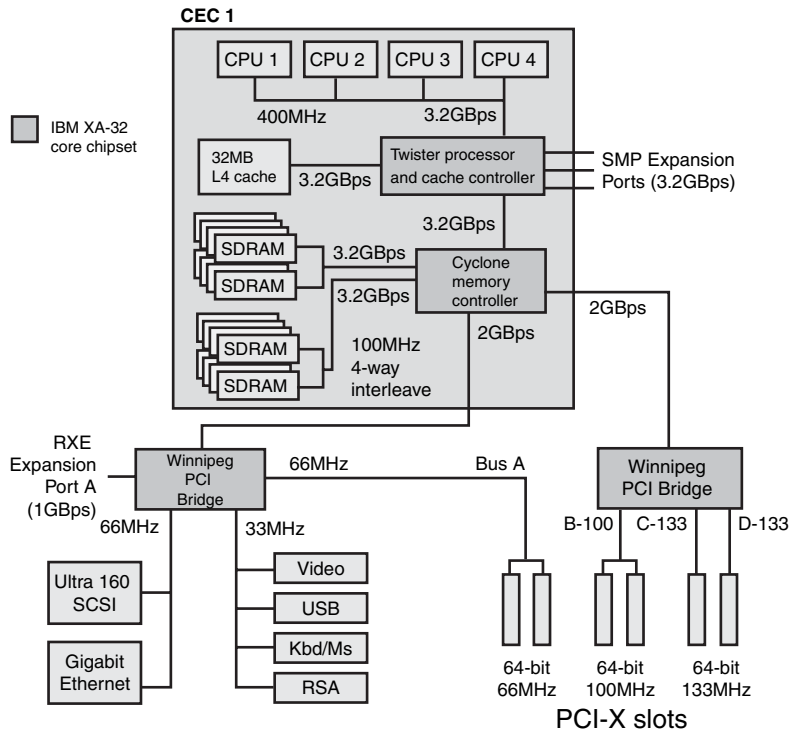 CEC 1
CPU 1
CPU 2
CPU 3
CPU 4
400MHz
3.2GBps
IBM XA-32
core chipset
32MB
L4 cache
3.2GBps
Twister processor
and cache controller
SMP Expansion
Ports (3.2GBps)
3.2GBps
SDRAM
SDRAM
3.2GBps
3.2GBps
Cyclone
memory
controller
2GBps
2GBps
SDRAM
SDRAM
100MHz
4-way
interleave
RXE
Expansion
Port A
(1GBps)
Winnipeg
PCI
Bridge
66MHz
Bus A
Winnipeg
PCI Bridge
66MHz
33MHz
B-100
C-133
D-133
Ultra 160
SCSI
Gigabit
Ethernet
Video
USB
Kbd/Ms
RSA
64-bit
66MHz
64-bit
100MHz
64-bit
133MHz
PCI-X slots